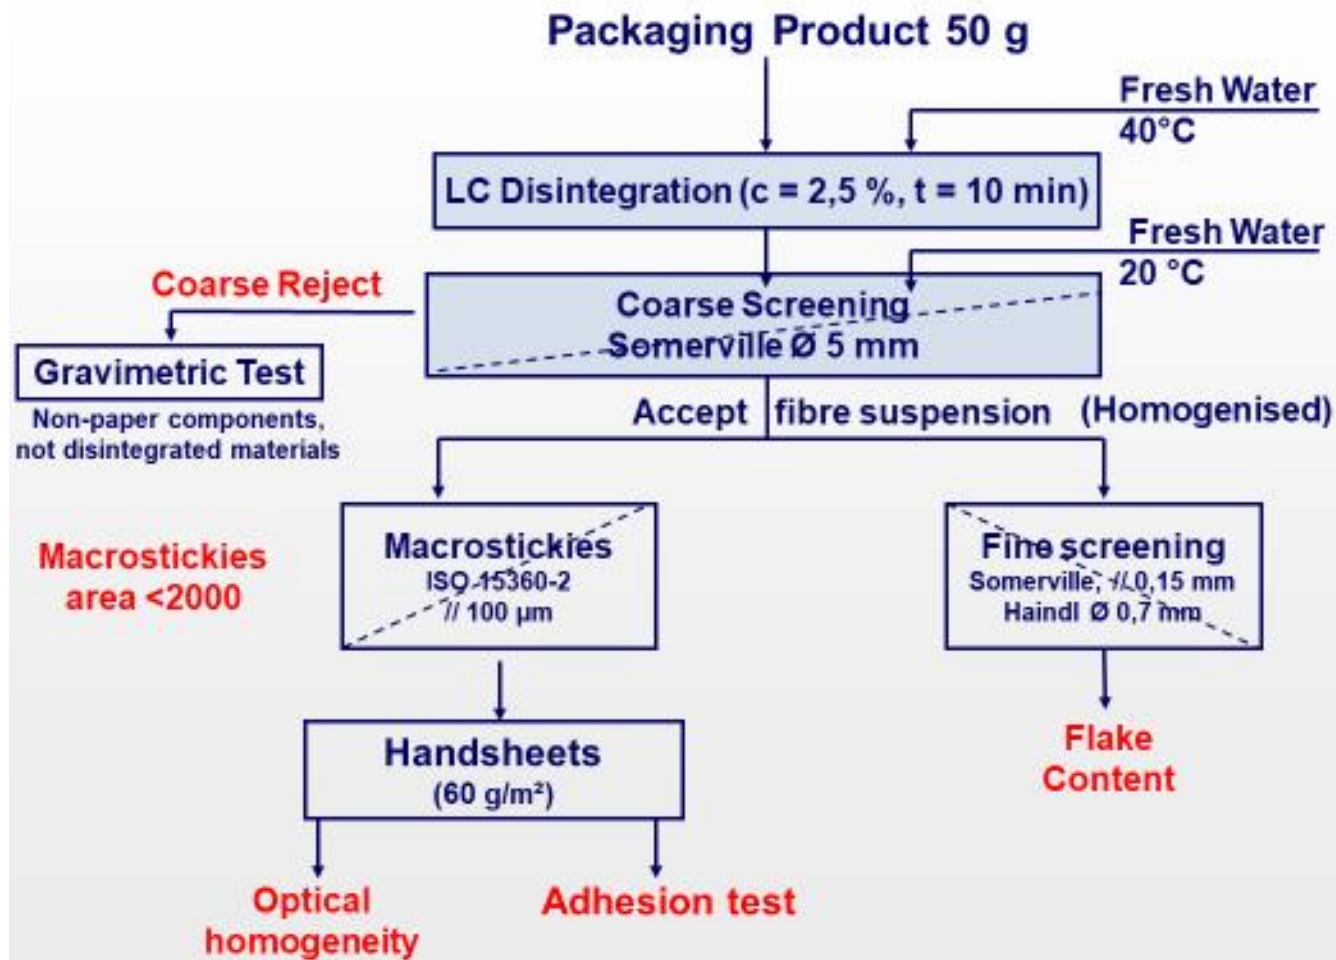 Packaging Product 50 g
Fresh Water
40°C
LC Disintegration (c = 2,5 %, t = 10 min)
Fresh Water
20 °C
Coarse Reject
Coarse Screening
Somerville Ø 5 mm
Gravimetric Test
Non-paper components,
not disintegrated materials
Accept fibre suspension (Homogenised)
Macrostickies
area <2000
Macrostickies
ISO 15360-2
// 100 µm
Fine screening
Somerville, // 0,15 mm
Haindl Ø 0,7 mm
Handsheets
(60 g/m²)
Flake
Content
Optical
homogeneity
Adhesion test